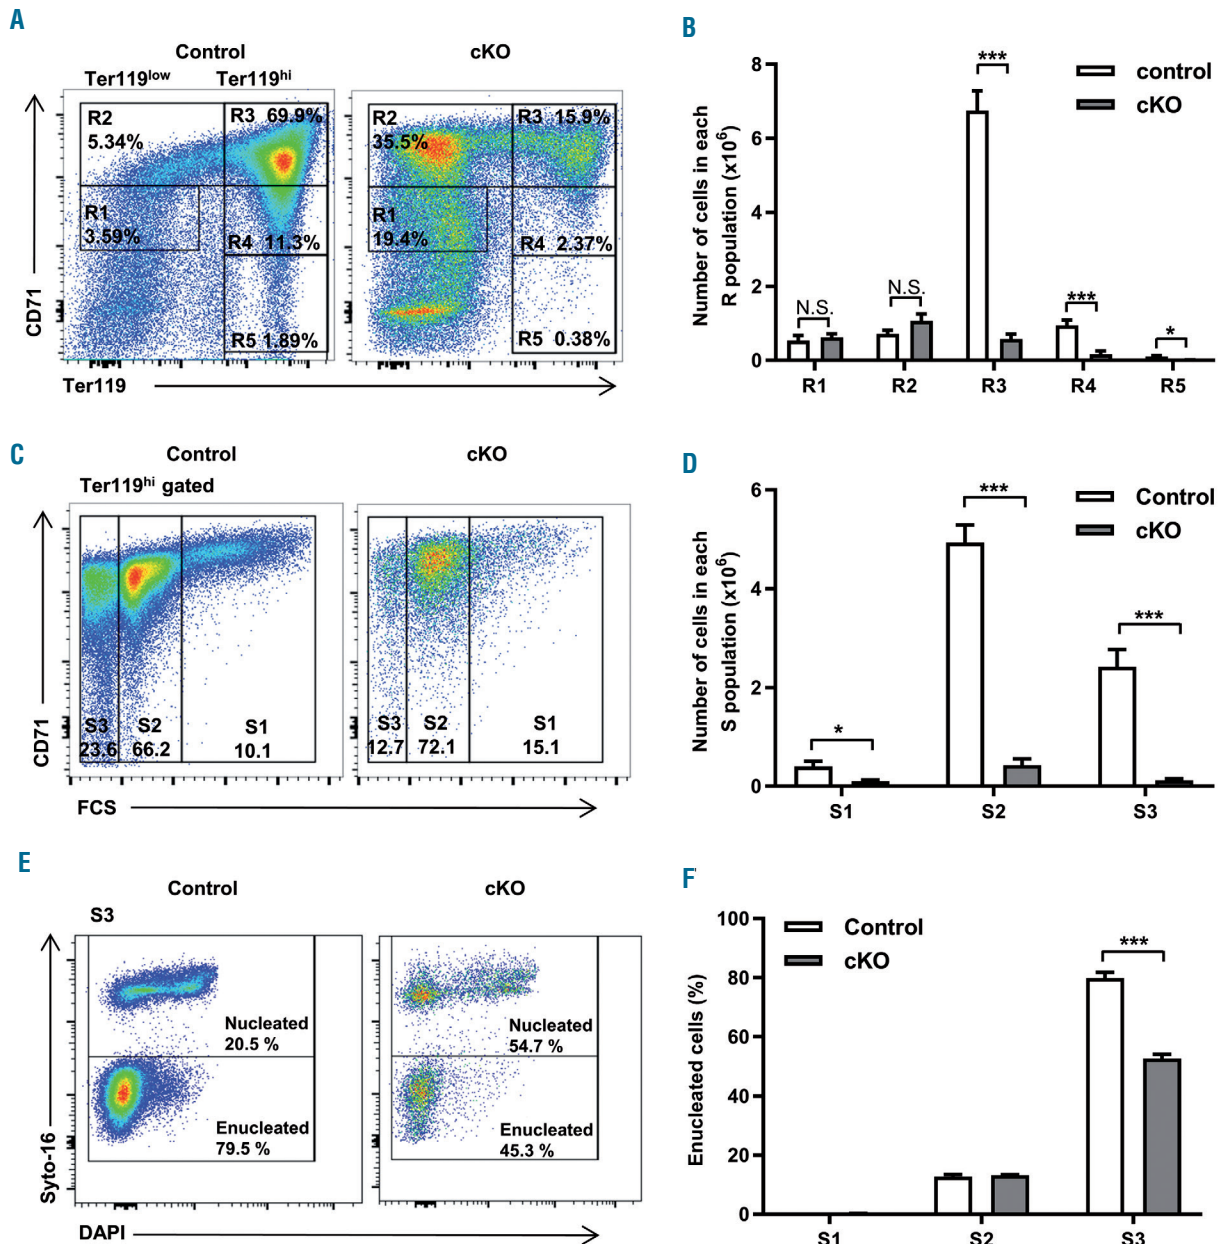 A
Control
cKO
Ter119low
Ter119hi
R2
5.34%
R3 69.9%
R1
3.59%
R4 11.3%
R5 1.89%
R2
35.5%
R3 15.9%
R1
19.4%
R4 2.37%
R5 0.38%
CD71
Ter119
B
Number of cells in each
R population (x10⁶)
8
6
4
2
0
control
cKO
N.S.
N.S.
***
***
*
R1
R2
R3
R4
R5
C
Control
cKO
Ter119hi gated
S3
23.6
S2
66.2
S1
10.1
S3
12.7
S2
72.1
S1
15.1
CD71
FCS
D
Number of cells in each
S population (x10⁶)
6
4
2
0
Control
cKO
*
***
***
S1
S2
S3
E
Control
cKO
S3
Nucleated
20.5 %
Enucleated
79.5 %
Nucleated
54.7 %
Enucleated
45.3 %
Syto-16
DAPI
F
Enucleated cells (%)
100
80
60
40
20
0
Control
cKO
***
S1
S2
S3